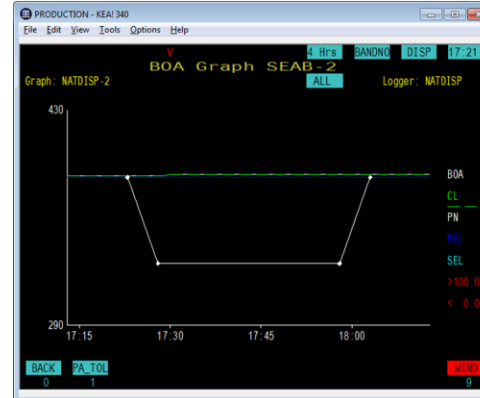 PRODUCTION - KEA! 340
File Edit View Tools Options Help
V 4 Hrs BANDNO DISP 17:21
BOA Graph SEAB-2
Graph: NATDISP-2 ALL Logger: NATDISP
430
BOA
CL
PN
MEL
SEL
>100.0
< 0.0
290
17:15 17:30 17:45 18:00
BACK PA_TOL WIND
0 1 9